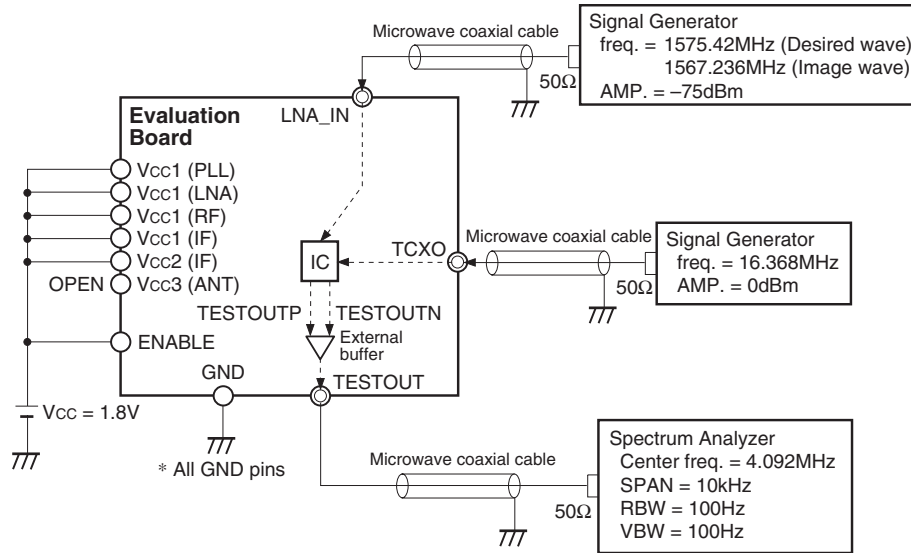 Microwave coaxial cable
50Ω
Signal Generator
freq. = 1575.42MHz (Desired wave)
1567.236MHz (Image wave)
AMP. = –75dBm
LNA_IN
Evaluation
Board
VCC1 (PLL)
VCC1 (LNA)
VCC1 (RF)
VCC1 (IF)
VCC2 (IF)
OPEN
VCC3 (ANT)
ENABLE
IC
TCXO
Microwave coaxial cable
50Ω
Signal Generator
freq. = 16.368MHz
AMP. = 0dBm
TESTOUTP
TESTOUTN
External
buffer
GND
TESTOUT
VCC = 1.8V
* All GND pins
Microwave coaxial cable
50Ω
Spectrum Analyzer
Center freq. = 4.092MHz
SPAN = 10kHz
RBW = 100Hz
VBW = 100Hz